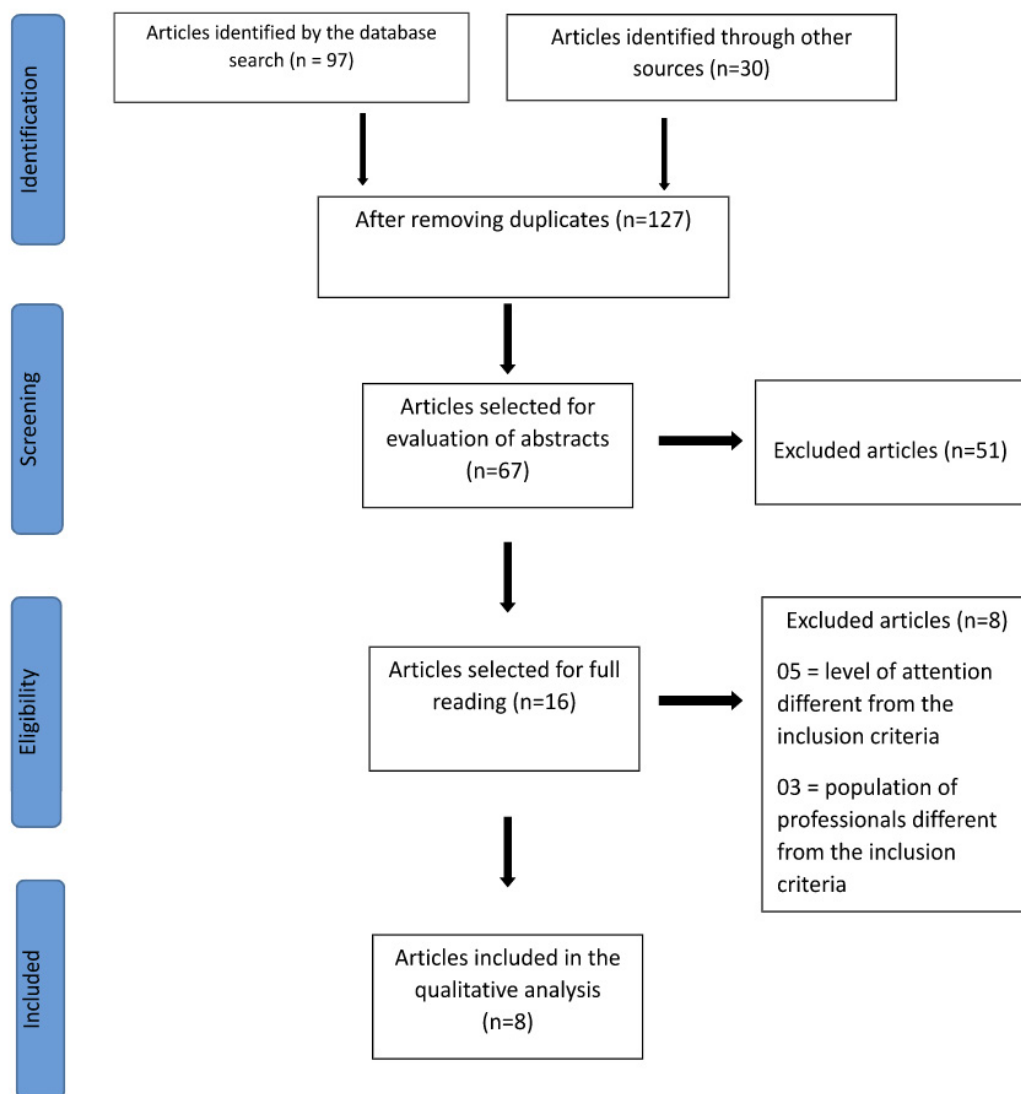 Identification
Articles identified by the database
search (n = 97)
Articles identified through other
sources (n=30)
After removing duplicates (n=127)
Screening
Articles selected for
evaluation of abstracts
(n=67)
Excluded articles (n=51)
Eligibility
Articles selected for full
reading (n=16)
Excluded articles (n=8)
05 = level of attention
different from the
inclusion criteria
03 = population of
professionals different
from the inclusion
criteria
Included
Articles included in the
qualitative analysis
(n=8)